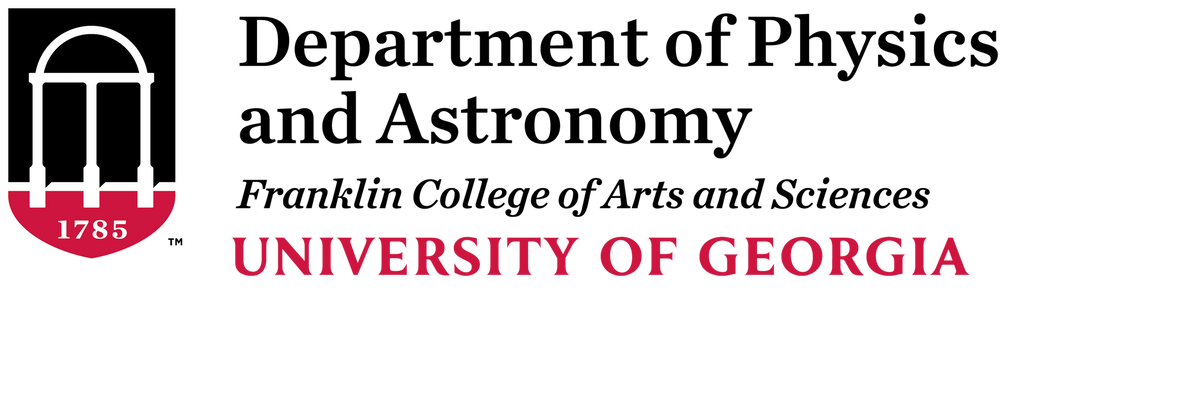 Department of Physics
and Astronomy
Franklin College of Arts and Sciences
UNIVERSITY OF GEORGIA
1785
TM